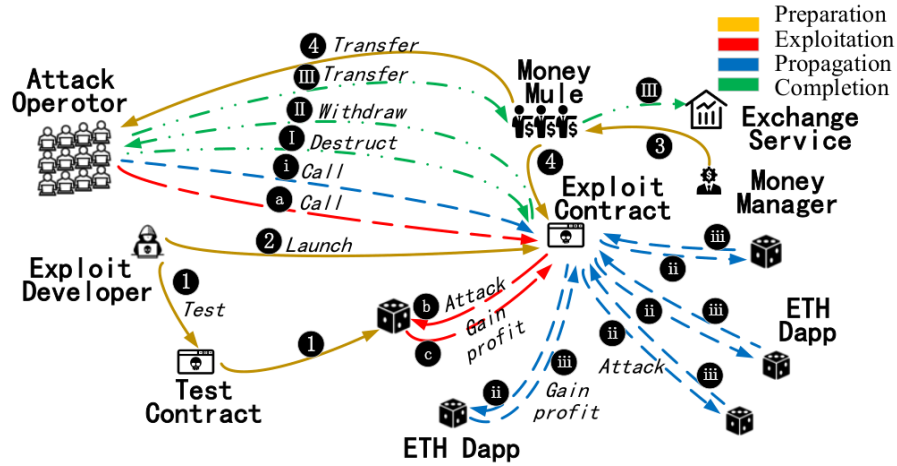 Preparation
Exploitation
Propagation
Completion
4 Transfer
III Transfer
II Withdraw
I Destruct
i Call
a Call
Attack
Operotor
Money
Mule
III
Exchange
Service
3
Money
Manager
4
Exploit
Contract
2 Launch
Exploit
Developer
1
Test
Test
Contract
1
b Attack
c Gain
profit
iii
ii
iii
ii
ii
Attack
iii
ETH
Dapp
iii
ii
Gain
profit
ETH Dapp